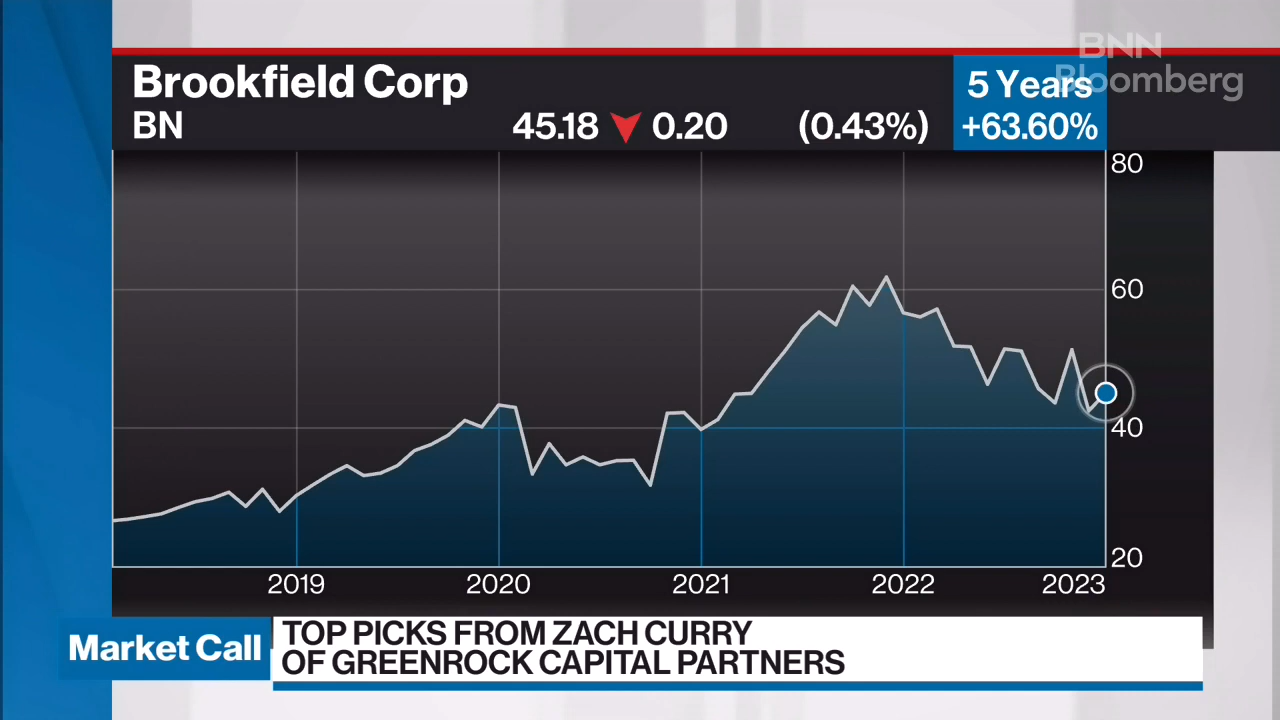 BNN
Bloomberg
Brookfield Corp
BN
45.18 0.20 (0.43%)
5 Years
+63.60%
80
60
40
20
2019 2020 2021 2022 2023
Market Call
TOP PICKS FROM ZACH CURRY
OF GREENROCK CAPITAL PARTNERS